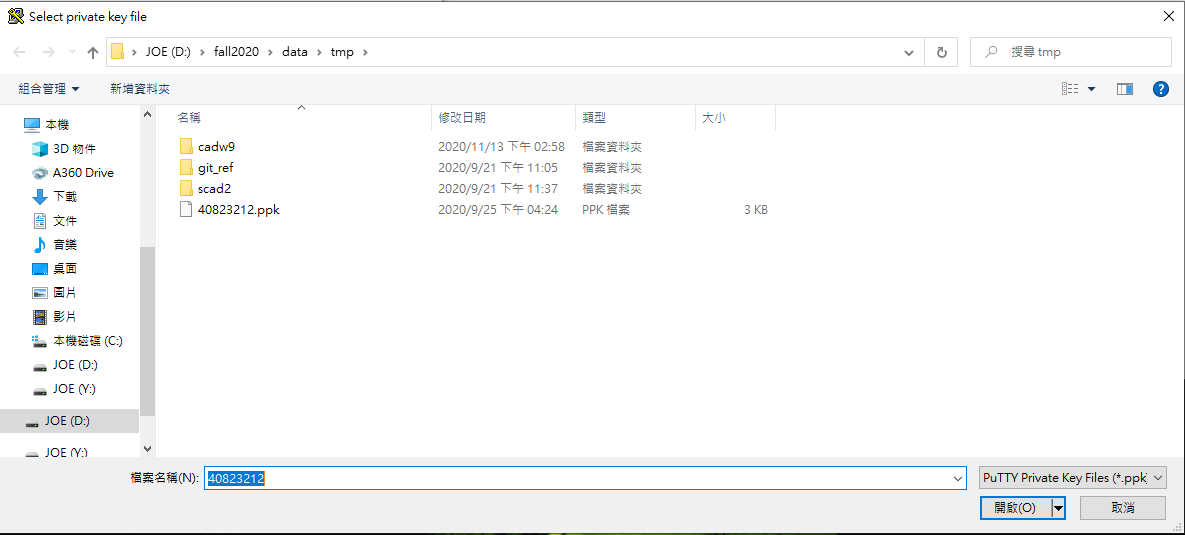 Select private key file
JOE (D:) › fall2020 › data › tmp ›
搜尋 tmp
組合管理 新增資料夾
本機
3D 物件
A360 Drive
下載
文件
音樂
桌面
圖片
影片
本機磁碟 (C:)
JOE (D:)
JOE (Y:)
JOE (D:)
JOE (Y:)
名稱 修改日期 類型 大小
cadw9 2020/11/13 下午 02:58 檔案資料夾
git_ref 2020/9/21 下午 11:05 檔案資料夾
scad2 2020/9/21 下午 11:37 檔案資料夾
40823212.ppk 2020/9/25 下午 04:24 PPK 檔案 3 KB
檔案名稱(N): 40823212 PuTTY Private Key Files (*.ppk
開啟(O) 取消